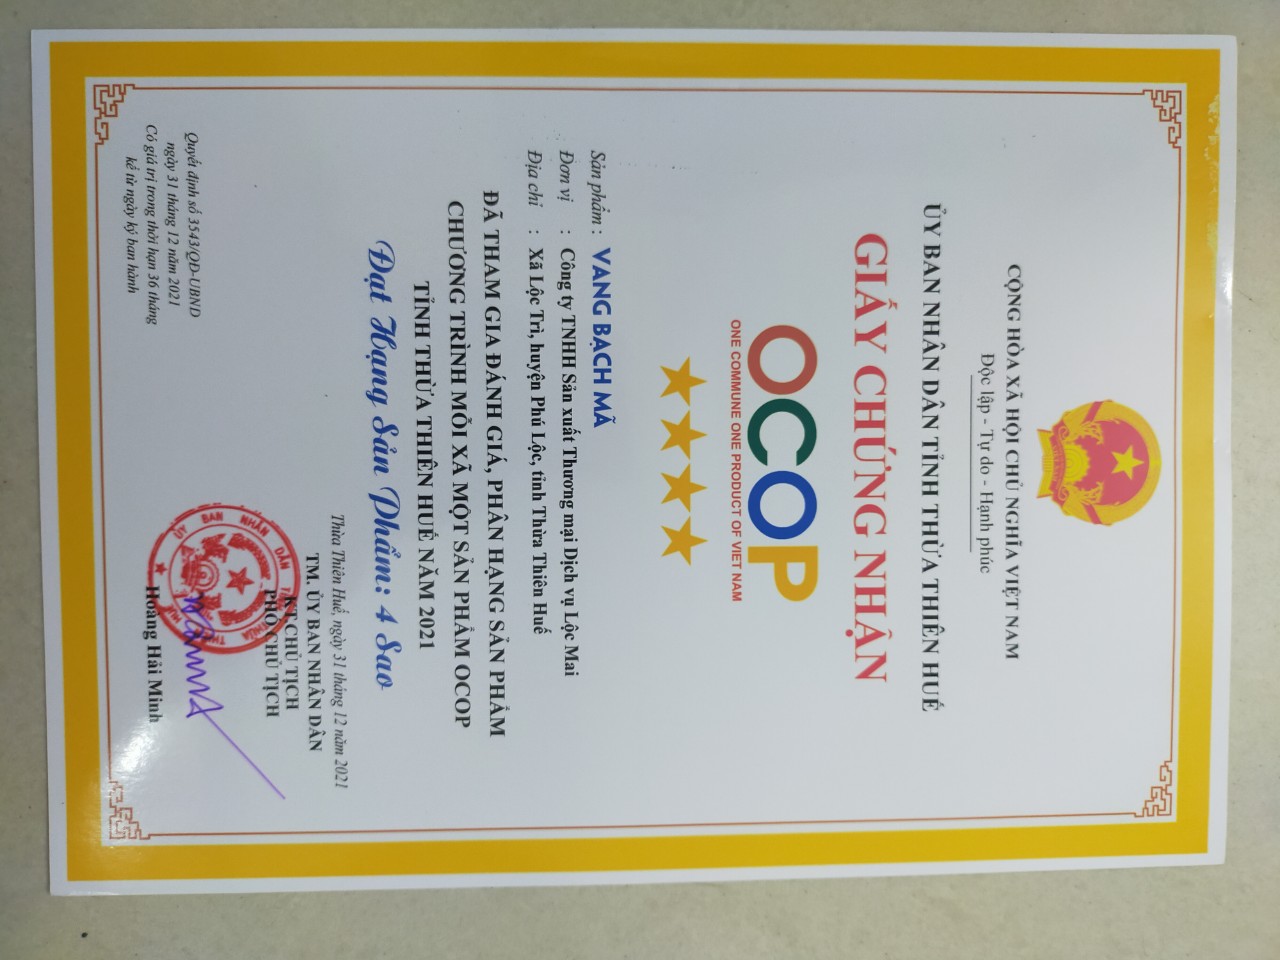 CỘNG HÒA XÃ HỘI CHỦ NGHĨA VIỆT NAM
Độc lập - Tự do - Hạnh phúc
ỦY BAN NHÂN DÂN TỈNH THỪA THIÊN HUẾ
GIẤY CHỨNG NHẬN
OCOP
ONE COMMUNE ONE PRODUCT OF VIET NAM
Sản phẩm : VANG BẠCH MÃ
Đơn vị : Công ty TNHH Sản xuất Thương mại Dịch vụ Lộc Mai
Địa chỉ : Xã Lộc Trì, huyện Phú Lộc, tỉnh Thừa Thiên Huế
ĐÃ THAM GIA ĐÁNH GIÁ, PHÂN HẠNG SẢN PHẨM
CHƯƠNG TRÌNH MỖI XÃ MỘT SẢN PHẨM OCOP
TỈNH THỪA THIÊN HUẾ NĂM 2021
Đạt Hạng Sản Phẩm: 4 Sao
Quyết định số 3543/QĐ-UBND
ngày 31 tháng 12 năm 2021
Có giá trị trong thời hạn 36 tháng
kể từ ngày ký ban hành
Thừa Thiên Huế, ngày 31 tháng 12 năm 2021
TM. ỦY BAN NHÂN DÂN
KT.CHỦ TỊCH
PHÓ CHỦ TỊCH
ỦY BAN NHÂN DÂN
Hoàng Hải Minh